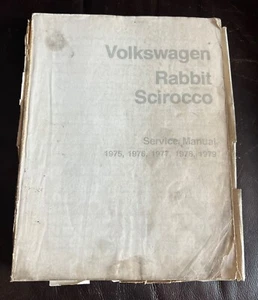 Volkswagen
Rabbit
Scirocco
Service Manual
1975, 1976, 1977, 1978, 1979